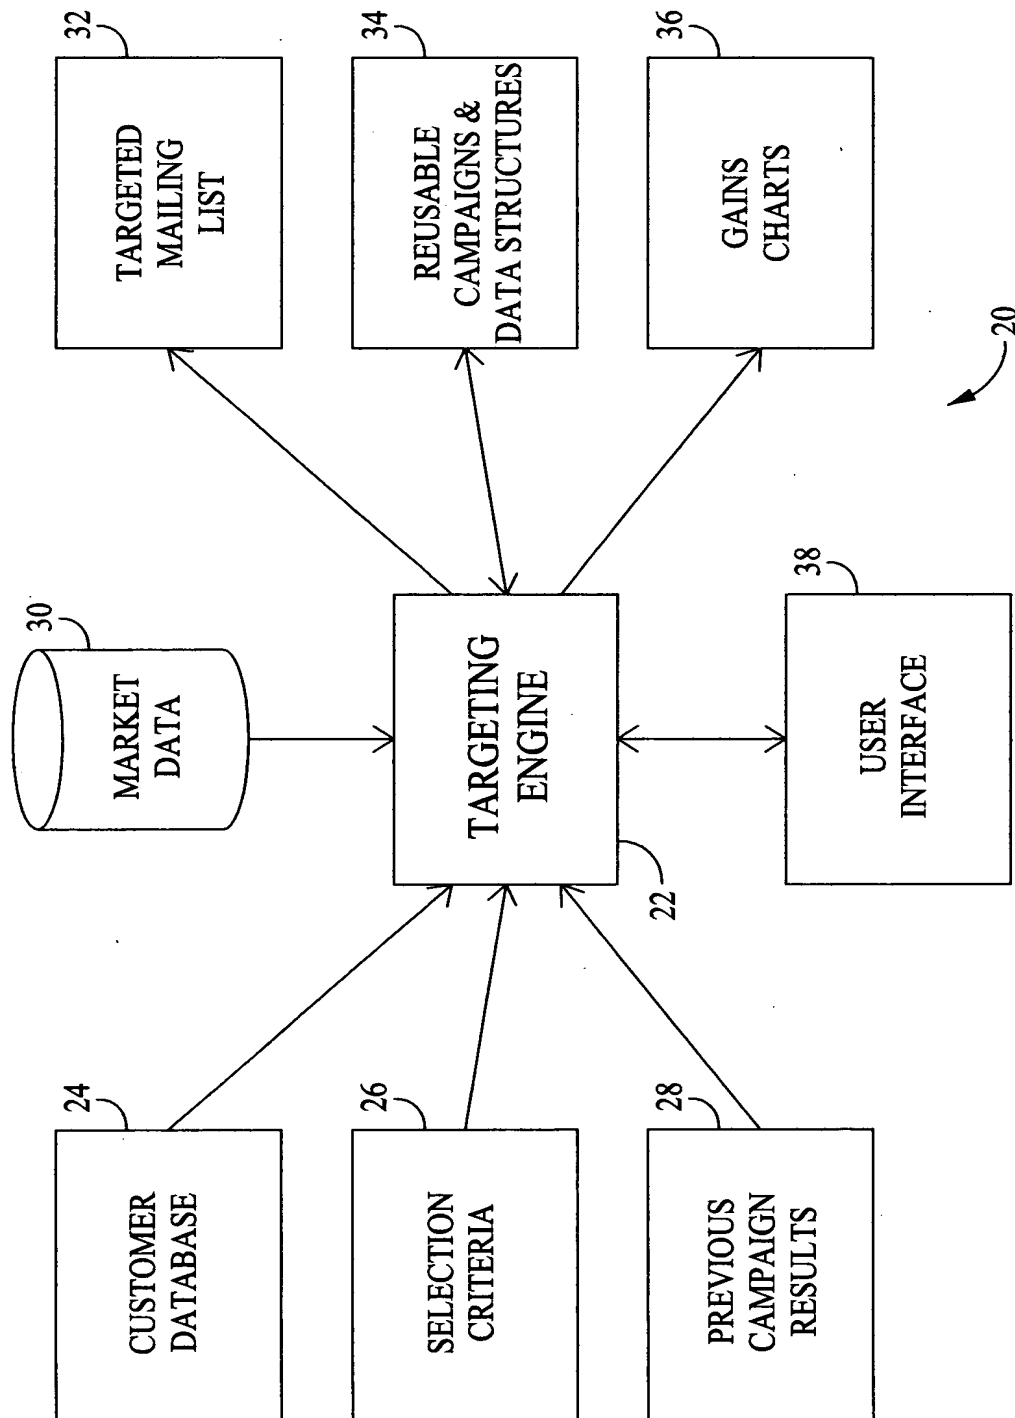 24
CUSTOMER
DATABASE
26
SELECTION
CRITERIA
28
PREVIOUS
CAMPAIGN
RESULTS
30
MARKET
DATA
TARGETING
ENGINE
22
38
USER
INTERFACE
32
TARGETED
MAILING
LIST
34
REUSABLE
CAMPAIGNS &
DATA STRUCTURES
36
GAINS
CHARTS
20